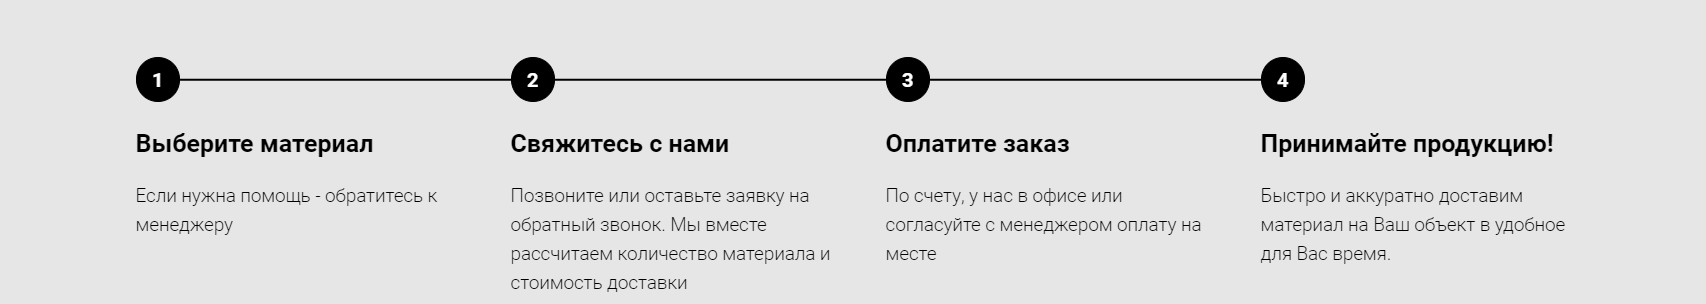 1
Выберите материал
Если нужна помощь - обратитесь к
менеджеру
2
Свяжитесь с нами
Позвоните или оставьте заявку на
обратный звонок. Мы вместе
рассчитаем количество материала и
стоимость доставки
3
Оплатите заказ
По счету, у нас в офисе или
согласуйте с менеджером оплату на
месте
4
Принимайте продукцию!
Быстро и аккуратно доставим
материал на Ваш объект в удобное
для Вас время.